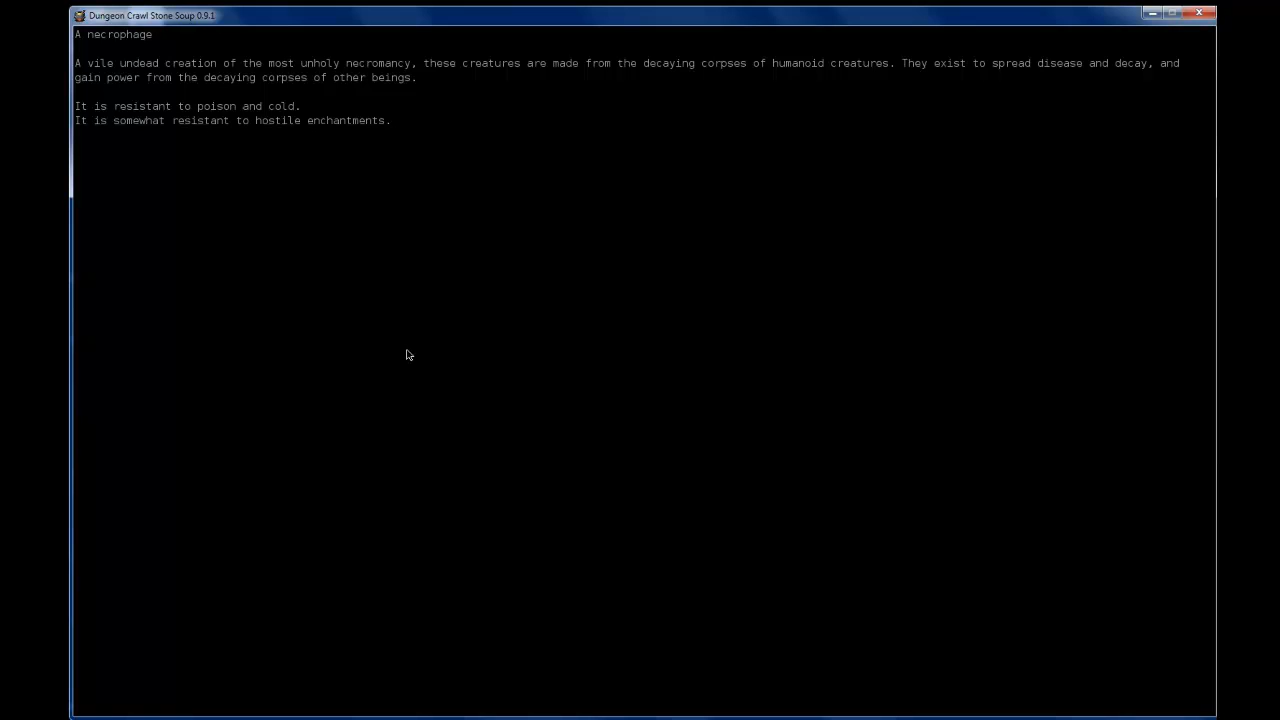 Dungeon Crawl Stone Soup 0.9.1
A necrophage
A vile undead creation of the most unholy necromancy, these creatures are made from the decaying corpses of humanoid creatures. They exist to spread disease and decay, and
gain power from the decaying corpses of other beings.
It is resistant to poison and cold.
It is somewhat resistant to hostile enchantments.